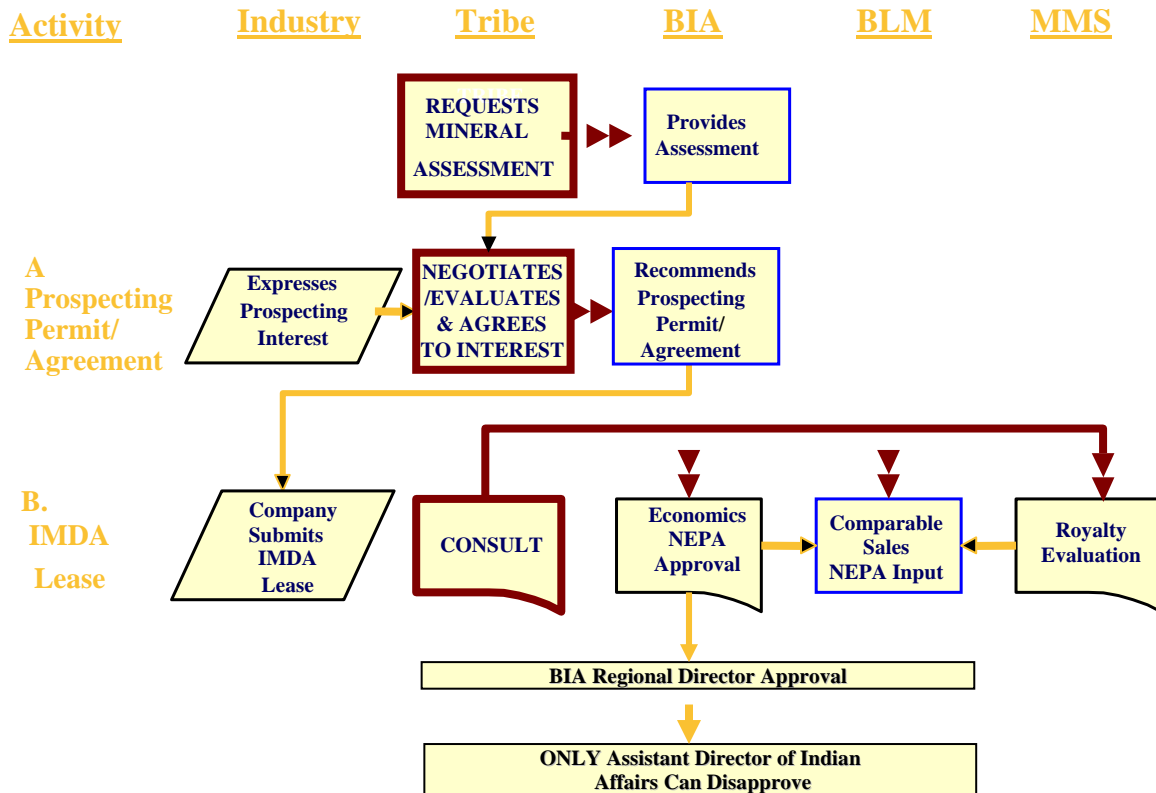 Activity Industry Tribe BIA BLM MMS
TRIBE
REQUESTS
MINERAL
ASSESSMENT
Provides
Assessment
A
Prospecting
Permit/
Agreement
Expresses
Prospecting
Interest
NEGOTIATES
/EVALUATES
& AGREES
TO INTEREST
Recommends
Prospecting
Permit/
Agreement
B.
IMDA
Lease
Company
Submits
IMDA
Lease
CONSULT
Economics
NEPA
Approval
Comparable
Sales
NEPA Input
Royalty
Evaluation
BIA Regional Director Approval
ONLY Assistant Director of Indian
Affairs Can Disapprove